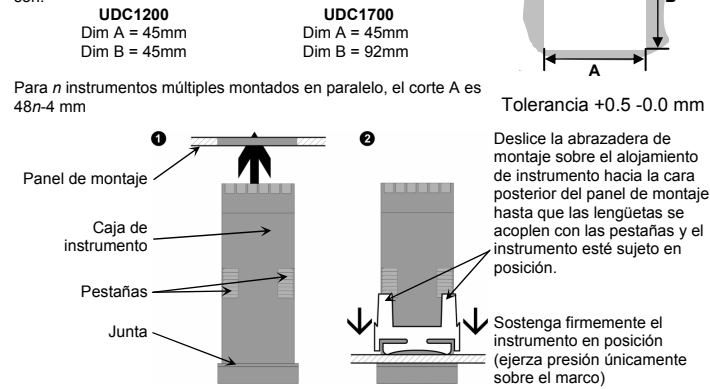 UDC1200
Dim A = 45mm
Dim B = 45mm
UDC1700
Dim A = 45mm
Dim B = 92mm
A
Para n instrumentos múltiples montados en paralelo, el corte A es
48n-4 mm
Tolerancia +0.5 -0.0 mm
1
Panel de montaje
Caja de
instrumento
Pestañas
Junta
2
Deslice la abrazadera de
montaje sobre el alojamiento
de instrumento hacia la cara
posterior del panel de montaje
hasta que las lengüetas se
acoplen con las pestañas y el
instrumento esté sujeto en
posición.
Sostenga firmemente el
instrumento en posición
(ejerza presión únicamente
sobre el marco)